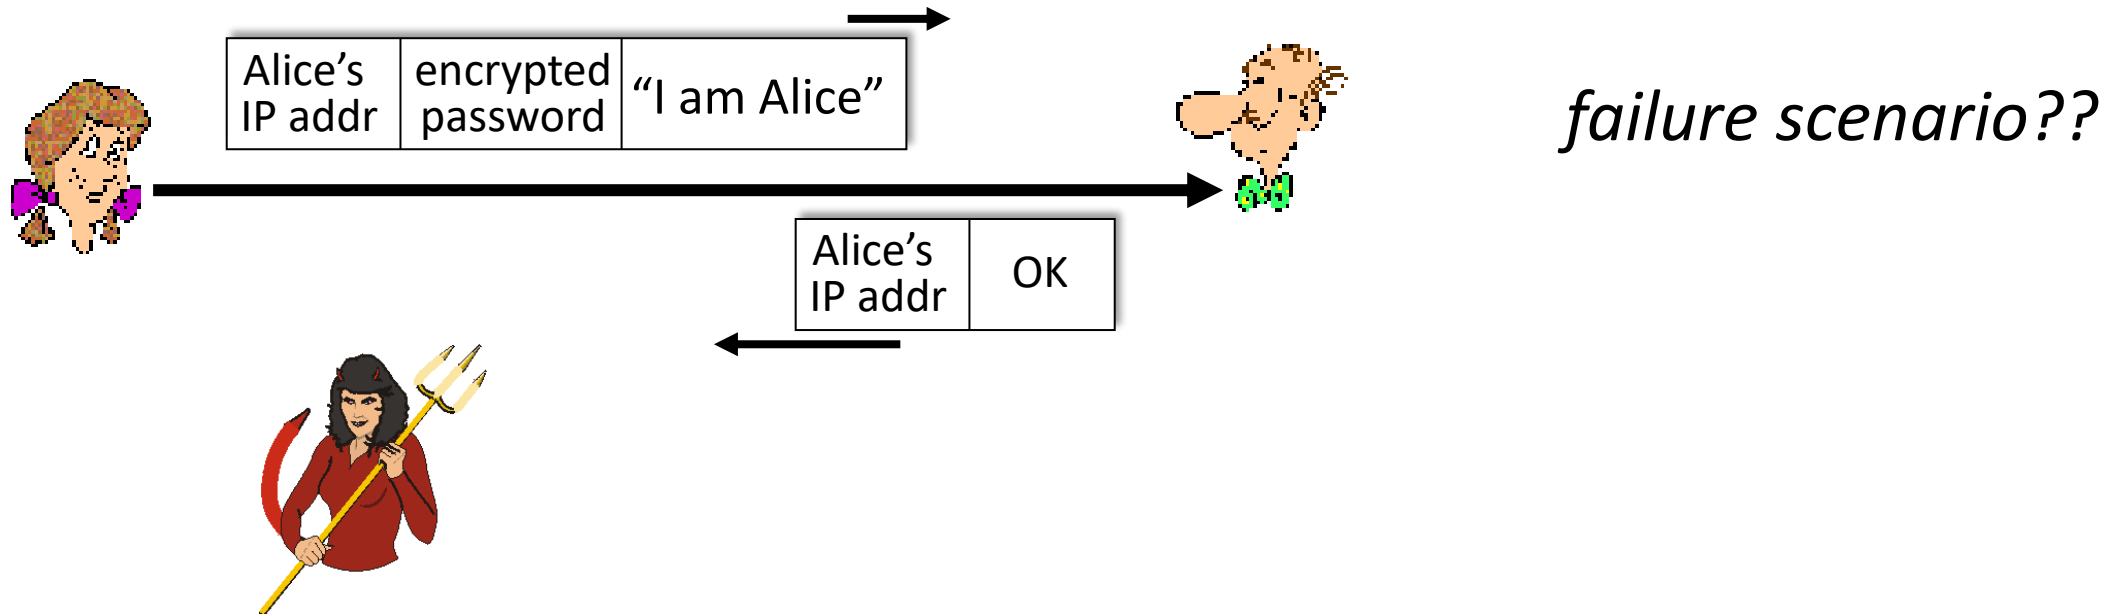 Alice’s
IP addr
encrypted
password
“I am Alice”
failure scenario??
Alice’s
IP addr
OK